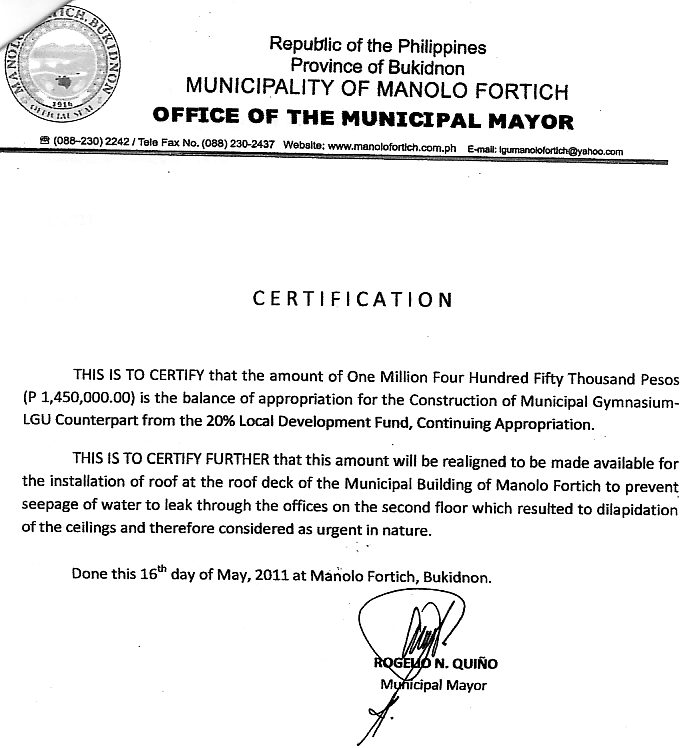 MANOLO FORTICH, BUKIDNON
1916
OFFICIAL SEAL
Republic of the Philippines
Province of Bukidnon
MUNICIPALITY OF MANOLO FORTICH
OFFICE OF THE MUNICIPAL MAYOR
☎ (088-230) 2242 / Tele Fax No. (088) 230-2437 Website: www.manolofortich.com.ph E-mail: lgumanolofortich@yahoo.com
CERTIFICATION
THIS IS TO CERTIFY that the amount of One Million Four Hundred Fifty Thousand Pesos
(P 1,450,000.00) is the balance of appropriation for the Construction of Municipal Gymnasium-
LGU Counterpart from the 20% Local Development Fund, Continuing Appropriation.
THIS IS TO CERTIFY FURTHER that this amount will be realigned to be made available for
the installation of roof at the roof deck of the Municipal Building of Manolo Fortich to prevent
seepage of water to leak through the offices on the second floor which resulted to dilapidation
of the ceilings and therefore considered as urgent in nature.
Done this 16th day of May, 2011 at Manolo Fortich, Bukidnon.
ROGELIO N. QUIÑO
Municipal Mayor